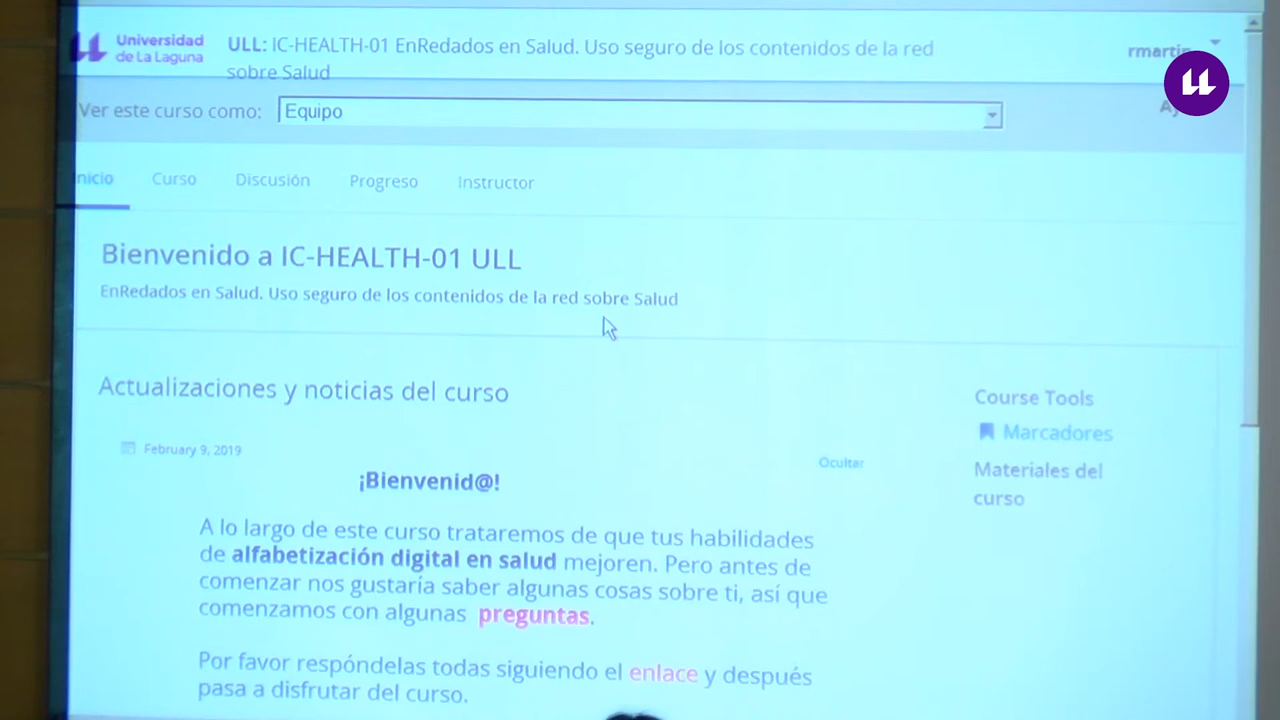 Universidad
de La Laguna
ULL: IC-HEALTH-01 EnRedados en Salud. Uso seguro de los contenidos de la red
sobre Salud
Ver este curso como:
Equipo
Inicio
Curso
Discusión
Progreso
Instructor
Bienvenido a IC-HEALTH-01 ULL
EnRedados en Salud. Uso seguro de los contenidos de la red sobre Salud
Actualizaciones y noticias del curso
February 9, 2019
Ocultar
¡Bienvenid@!
A lo largo de este curso trataremos de que tus habilidades
de alfabetización digital en salud mejoren. Pero antes de
comenzar nos gustaría saber algunas cosas sobre ti, así que
comenzamos con algunas preguntas.
Por favor respóndelas todas siguiendo el enlace y después
pasa a disfrutar del curso.
Course Tools
Marcadores
Materiales del
curso